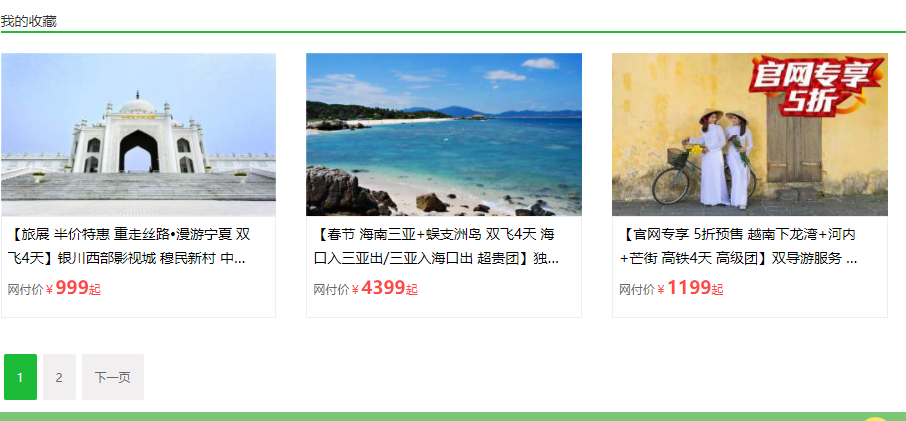 我的收藏
官网专享
5折
【旅展 半价特惠 重走丝路•漫游宁夏 双
飞4天】银川西部影视城 穆民新村 中...
网付价￥999起
【春节 海南三亚+蜈支洲岛 双飞4天 海
口入三亚出/三亚入海口出 超贵团】独...
网付价￥4399起
【官网专享 5折预售 越南下龙湾+河内
+芒街 高铁4天 高级团】双导游服务 ...
网付价￥1199起
1 2 下一页